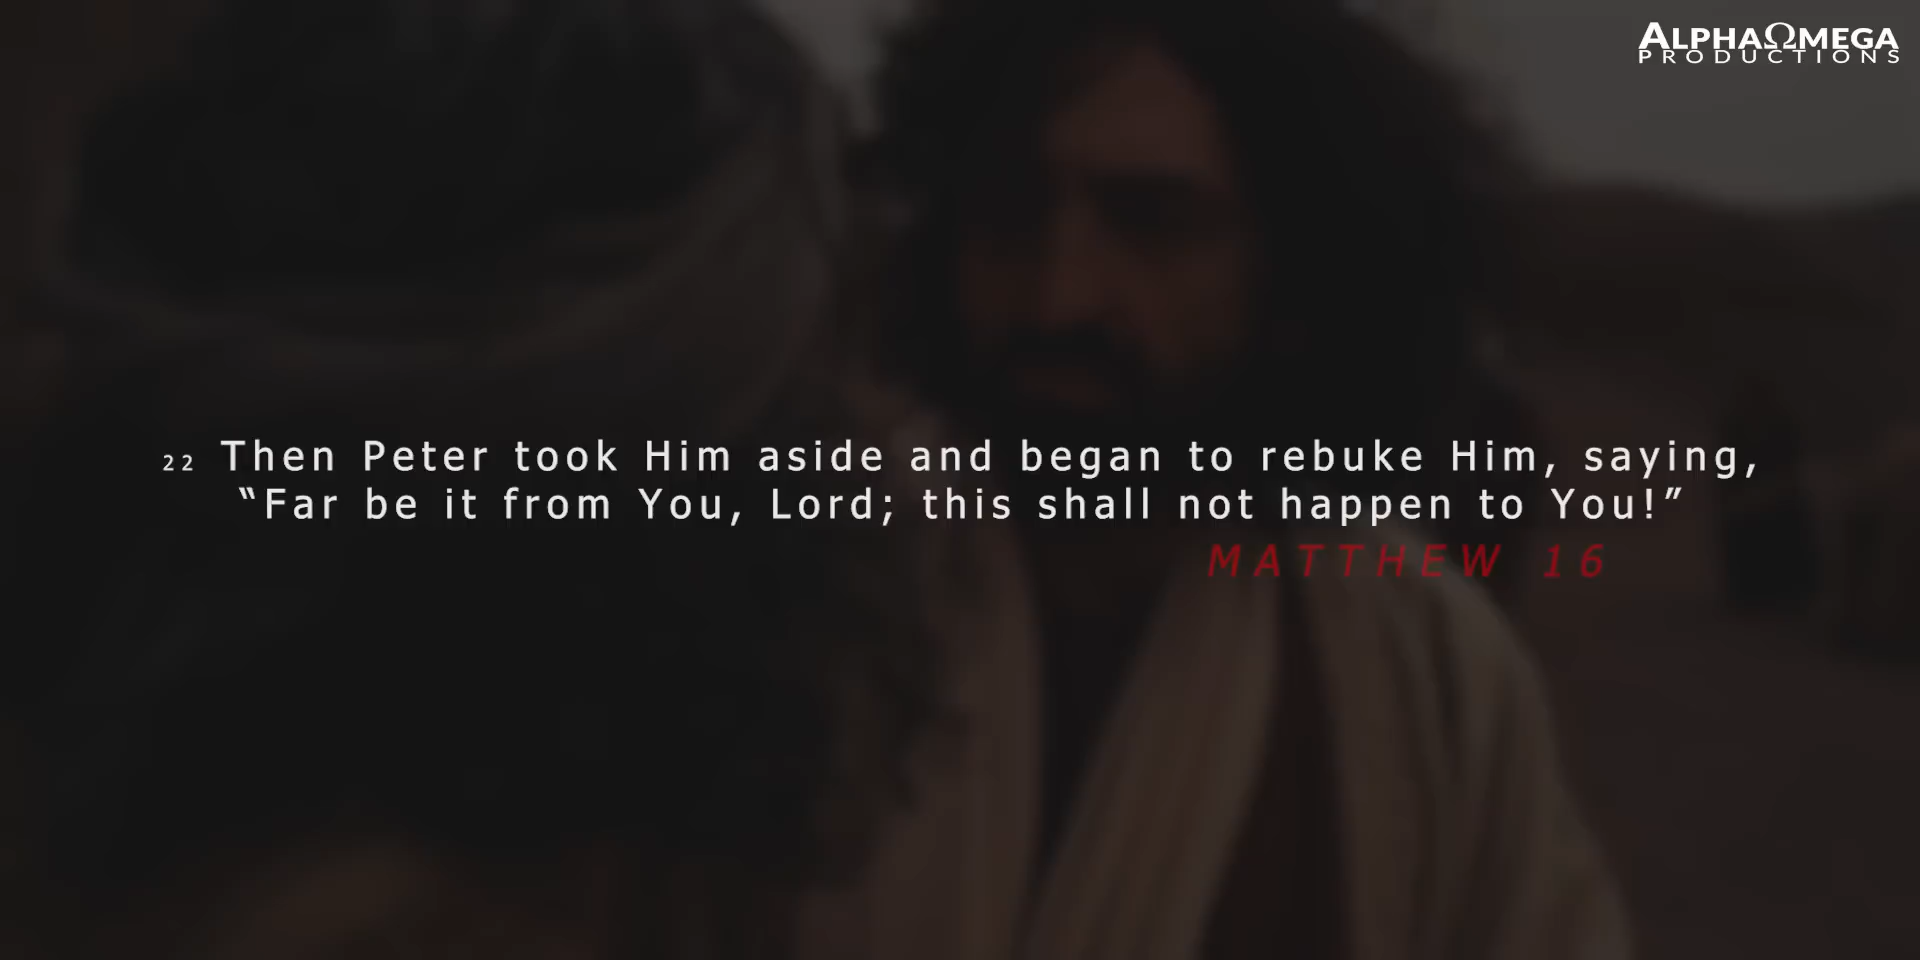 ALPHAΩMEGA
PRODUCTIONS
22 Then Peter took Him aside and began to rebuke Him, saying,
“Far be it from You, Lord; this shall not happen to You!”
MATTHEW 16